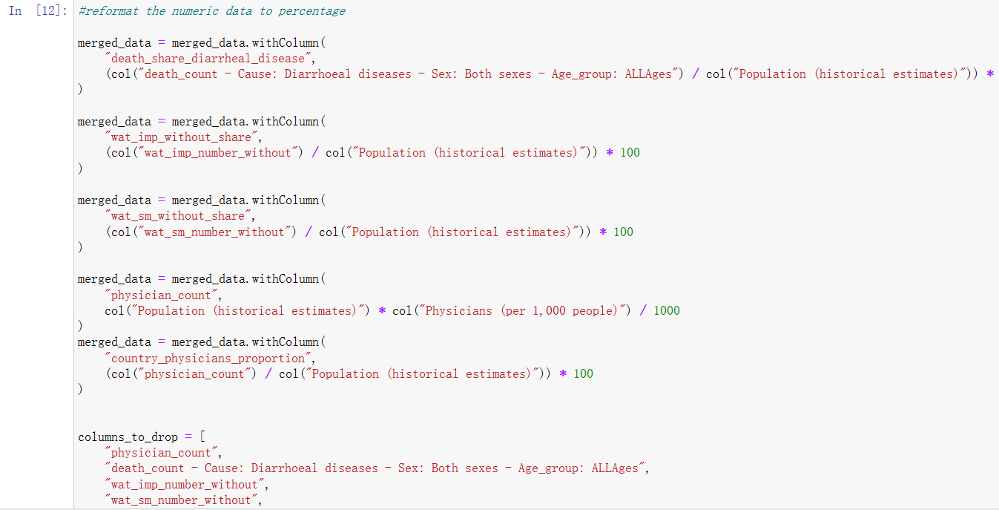 In [12]: #reformat the numeric data to percentage
merged_data = merged_data.withColumn(
"death_share_diarrheal_disease",
(col("death_count - Cause: Diarrhoeal diseases - Sex: Both sexes - Age_group: ALLAges") / col("Population (historical estimates)")) *
)
merged_data = merged_data.withColumn(
"wat_imp_without_share",
(col("wat_imp_number_without") / col("Population (historical estimates)")) * 100
)
merged_data = merged_data.withColumn(
"wat_sm_without_share",
(col("wat_sm_number_without") / col("Population (historical estimates)")) * 100
)
merged_data = merged_data.withColumn(
"physician_count",
col("Population (historical estimates)") * col("Physicians (per 1,000 people)") / 1000
)
merged_data = merged_data.withColumn(
"country_physicians_proportion",
(col("physician_count") / col("Population (historical estimates)")) * 100
)
columns_to_drop = [
"physician_count",
"death_count - Cause: Diarrhoeal diseases - Sex: Both sexes - Age_group: ALLAges",
"wat_imp_number_without",
"wat_sm_number_without",